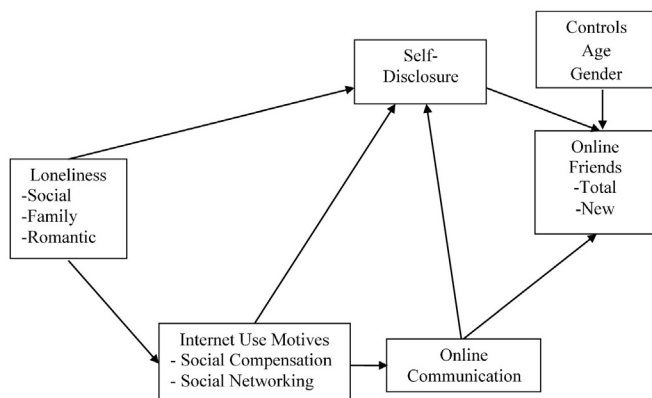 Self-
Disclosure
Controls
Age
Gender
Loneliness
-Social
-Family
-Romantic
Online
Friends
-Total
-New
Internet Use Motives
- Social Compensation
- Social Networking
Online
Communication